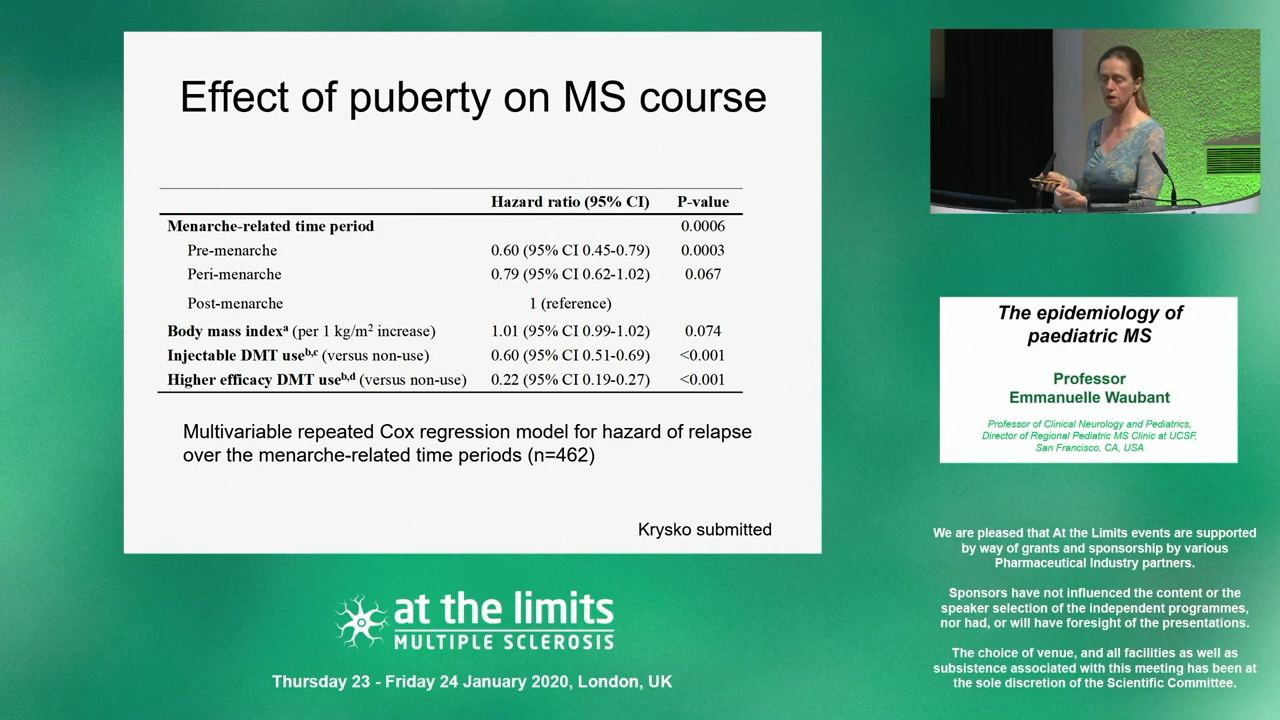 Effect of puberty on MS course
Hazard ratio (95% CI) P-value
Menarche-related time period 0.0006
Pre-menarche 0.60 (95% CI 0.45-0.79) 0.0003
Peri-menarche 0.79 (95% CI 0.62-1.02) 0.067
Post-menarche 1 (reference)
Body mass indexᵃ (per 1 kg/m² increase) 1.01 (95% CI 0.99-1.02) 0.074
Injectable DMT useᵇ,ᶜ (versus non-use) 0.60 (95% CI 0.51-0.69) <0.001
Higher efficacy DMT useᵇ,ᵈ (versus non-use) 0.22 (95% CI 0.19-0.27) <0.001
Multivariable repeated Cox regression model for hazard of relapse
over the menarche-related time periods (n=462)
Krysko submitted
at the limits
MULTIPLE SCLEROSIS
Thursday 23 - Friday 24 January 2020, London, UK
The epidemiology of
paediatric MS
Professor
Emmanuelle Waubant
Professor of Clinical Neurology and Pediatrics,
Director of Regional Pediatric MS Clinic at UCSF,
San Francisco, CA, USA
We are pleased that At the Limits events are supported
by way of grants and sponsorship by various
Pharmaceutical Industry partners.
Sponsors have not influenced the content or the
speaker selection of the independent programmes,
nor had, or will have foresight of the presentations.
The choice of venue, and all facilities as well as
subsistence associated with this meeting has been at
the sole discretion of the Scientific Committee.